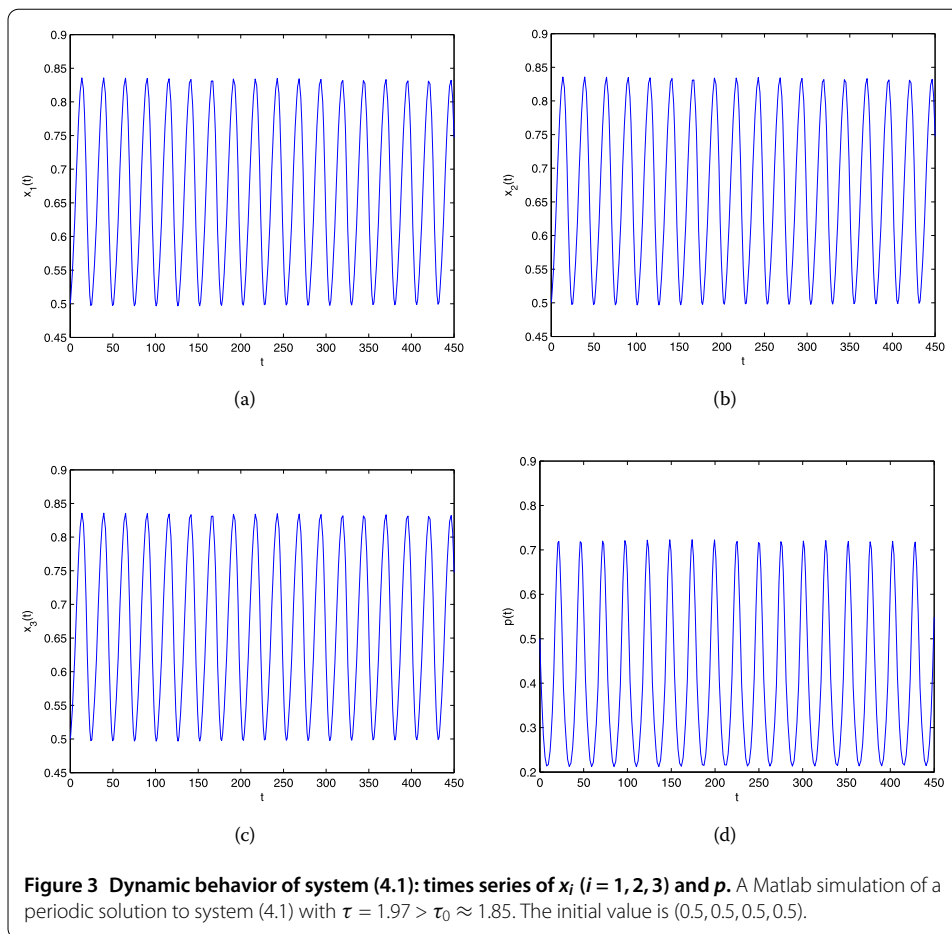 0.9
0.85
0.8
0.75
0.7
0.65
0.6
0.55
0.5
0.45
x₁(t)
0 50 100 150 200 250 300 350 400 450
t
(a)
0.9
0.85
0.8
0.75
0.7
0.65
0.6
0.55
0.5
0.45
x₂(t)
0 50 100 150 200 250 300 350 400 450
t
(b)
0.9
0.85
0.8
0.75
0.7
0.65
0.6
0.55
0.5
0.45
x₃(t)
0 50 100 150 200 250 300 350 400 450
t
(c)
0.9
0.8
0.7
0.6
0.5
0.4
0.3
0.2
p(t)
0 50 100 150 200 250 300 350 400 450
t
(d)
Figure 3 Dynamic behavior of system (4.1): times series of xᵢ (i = 1, 2, 3) and p. A Matlab simulation of a
periodic solution to system (4.1) with τ = 1.97 > τ₀ ≈ 1.85. The initial value is (0.5, 0.5, 0.5, 0.5).